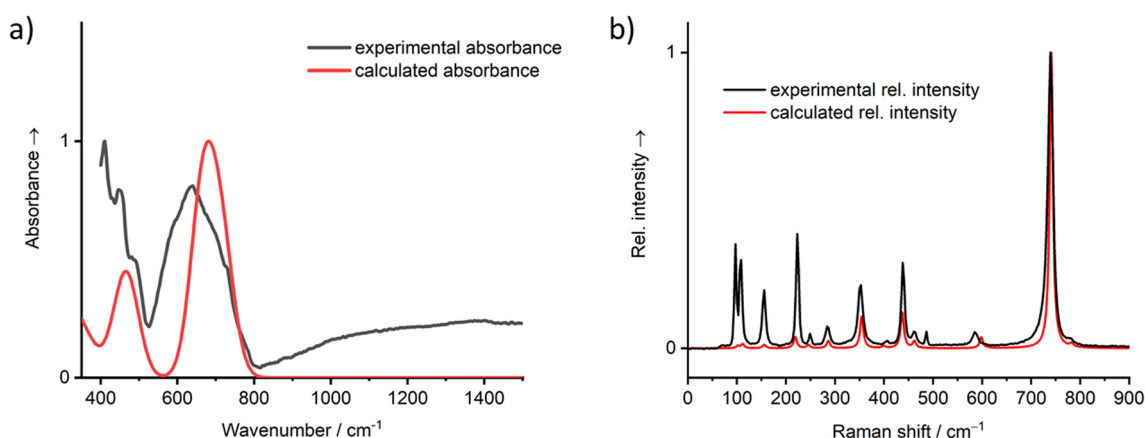 a)
experimental absorbance
calculated absorbance
Absorbance →
1
0
400 600 800 1000 1200 1400
Wavenumber / cm⁻¹
b)
experimental rel. intensity
calculated rel. intensity
Rel. intensity →
1
0
0 100 200 300 400 500 600 700 800 900
Raman shift / cm⁻¹